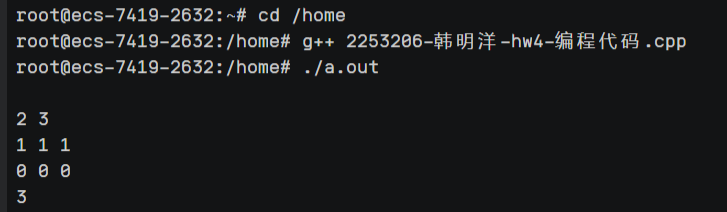 root@ecs-7419-2632:~# cd /home
root@ecs-7419-2632:/home# g++ 2253206-韩明洋-hw4-编程代码.cpp
root@ecs-7419-2632:/home# ./a.out
2 3
1 1 1
0 0 0
3